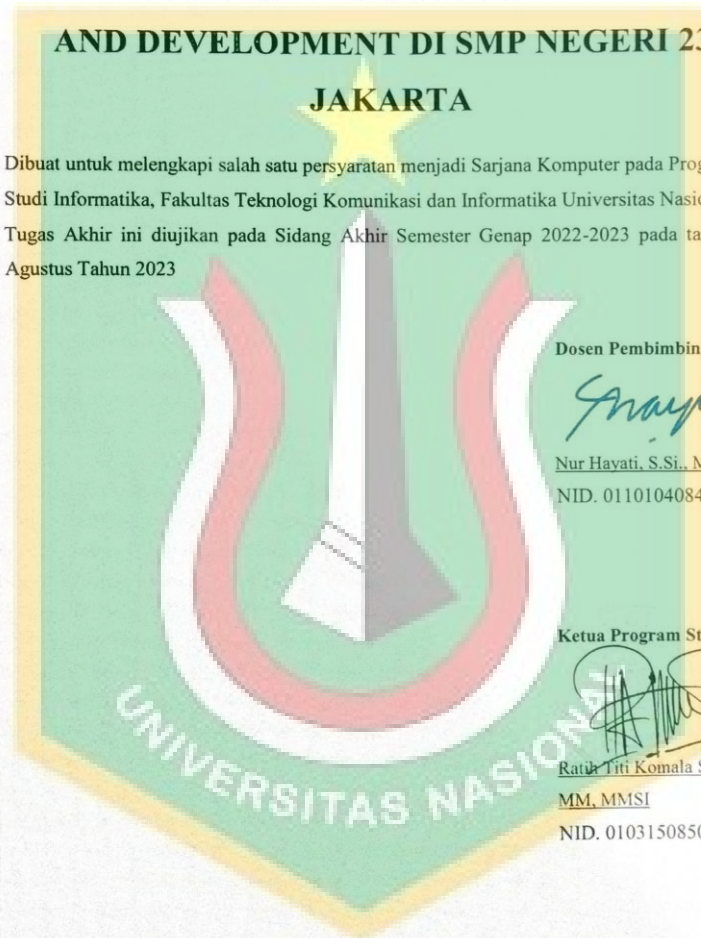 AND DEVELOPMENT DI SMP NEGERI 23
JAKARTA
Dibuat untuk melengkapi salah satu persyaratan menjadi Sarjana Komputer pada Prog
Studi Informatika, Fakultas Teknologi Komunikasi dan Informatika Universitas Nasio
Tugas Akhir ini diujikan pada Sidang Akhir Semester Genap 2022-2023 pada ta
Agustus Tahun 2023
Dosen Pembimbin
Nur Hayati, S.Si., M
NID. 0110104084
Ketua Program St
Ratih Titi Komala S
MM, MMSI
NID. 0103150850
UNIVERSITAS NASIONAL